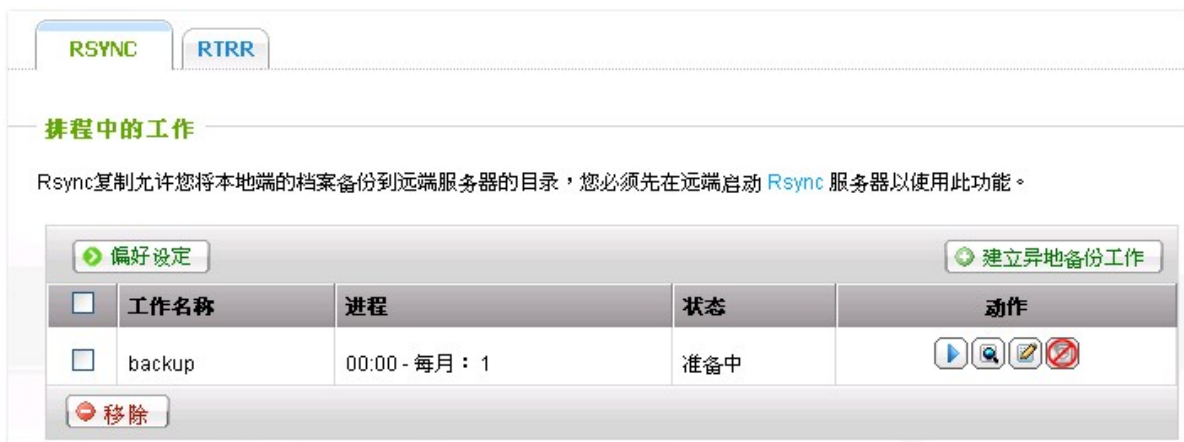 RSYNC RTRR
排程中的工作
Rsync复制允许您将本地端的档案备份到远端服务器的目录，您必须先在远端启动 Rsync 服务器以使用此功能。
偏好设定 建立异地备份工作
工作名称 进程 状态 动作
backup 00:00 - 每月： 1 准备中
移除